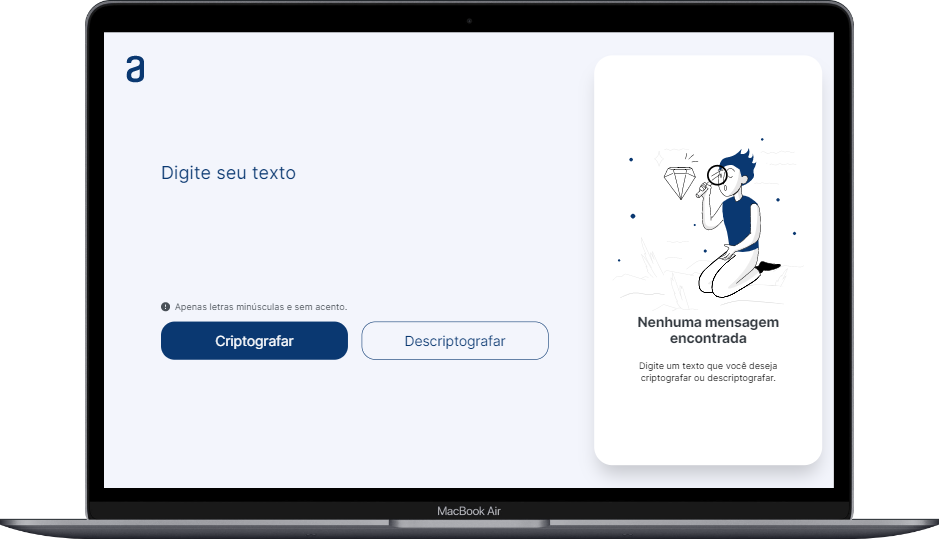 a
Digite seu texto
Apenas letras minúsculas e sem acento.
Criptografar
Descriptografar
Nenhuma mensagem
encontrada
Digite um texto que você deseja
criptografar ou descriptografar.
MacBook Air